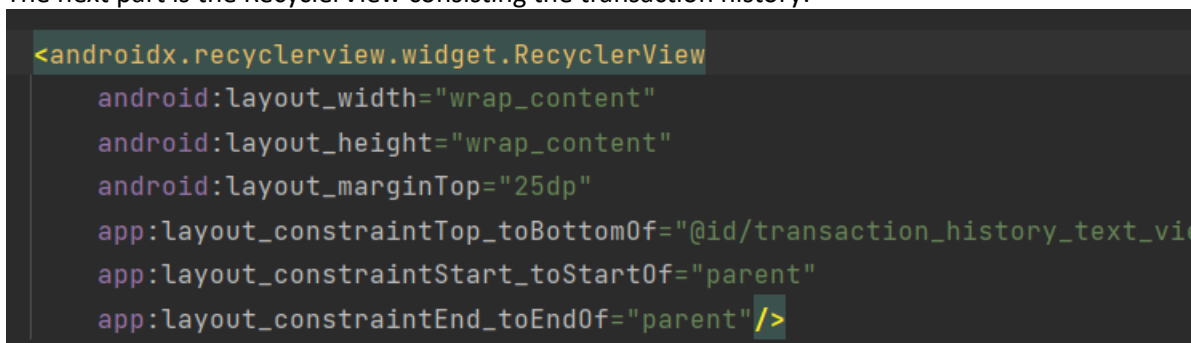 The next part is the RecyclerView consisting the transaction history.
<androidx.recyclerview.widget.RecyclerView
android:layout_width="wrap_content"
android:layout_height="wrap_content"
android:layout_marginTop="25dp"
app:layout_constraintTop_toBottomOf="@id/transaction_history_text_vie
app:layout_constraintStart_toStartOf="parent"
app:layout_constraintEnd_toEndOf="parent"/>